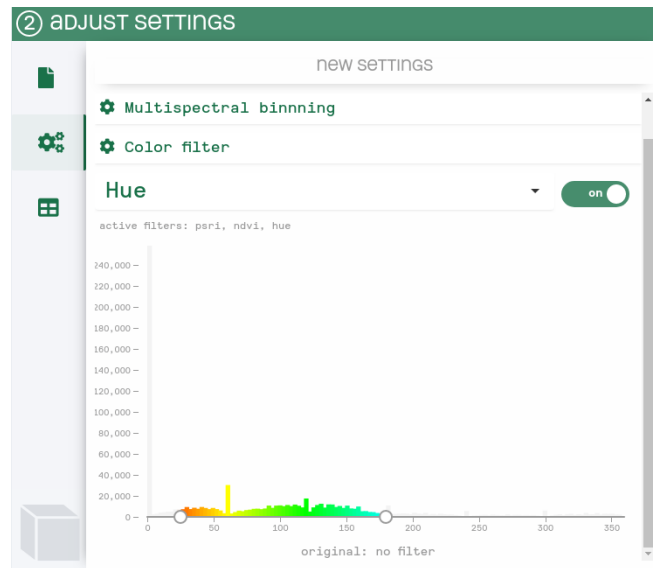 ② ADJUST SETTINGS
NEW SETTINGS
Multispectral binnning
Color filter
Hue
on
active filters: psri, ndvi, hue
240,000
220,000
200,000
180,000
160,000
140,000
120,000
100,000
80,000
60,000
40,000
20,000
0
0 50 100 150 200 250 300 350
original: no filter